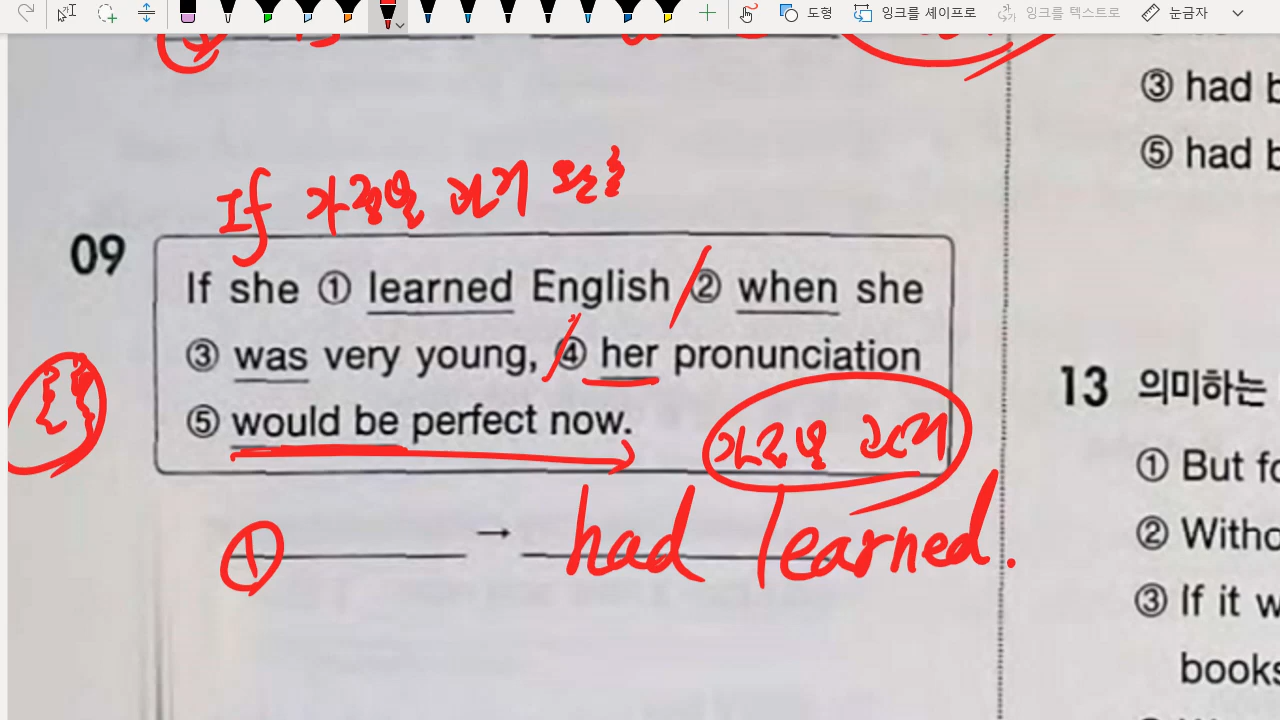 도형 잉크를 셰이프로 잉크를 텍스트로 눈금자
③ had b
⑤ had b
If 가정법 과거 완료
09
If she ① learned English ② when she
③ was very young, ④ her pronunciation
⑤ would be perfect now.
가정법 과거
① → had learned.
13 의미하는
① But fo
② Witho
③ If it w
books